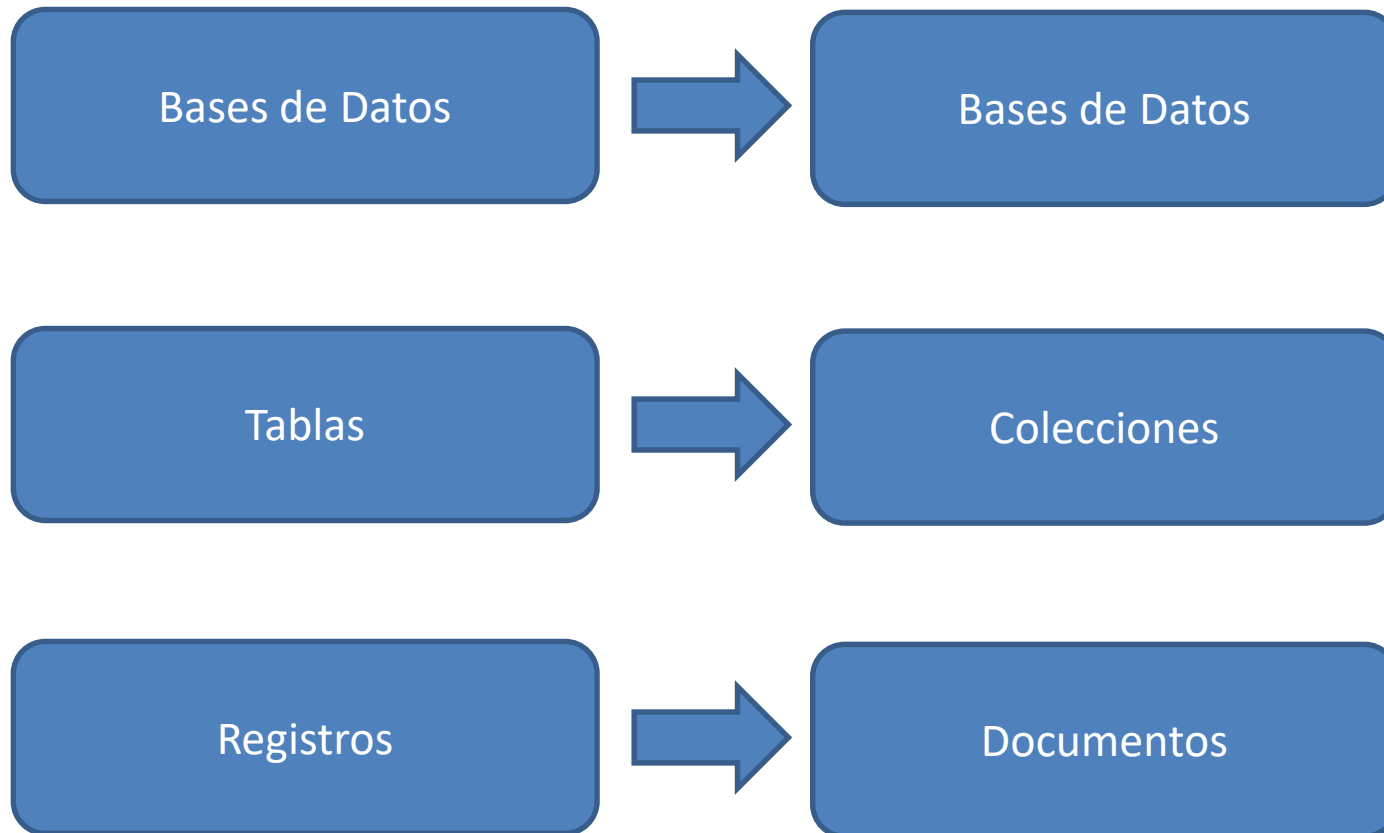 Bases de Datos
Bases de Datos
Tablas
Colecciones
Registros
Documentos